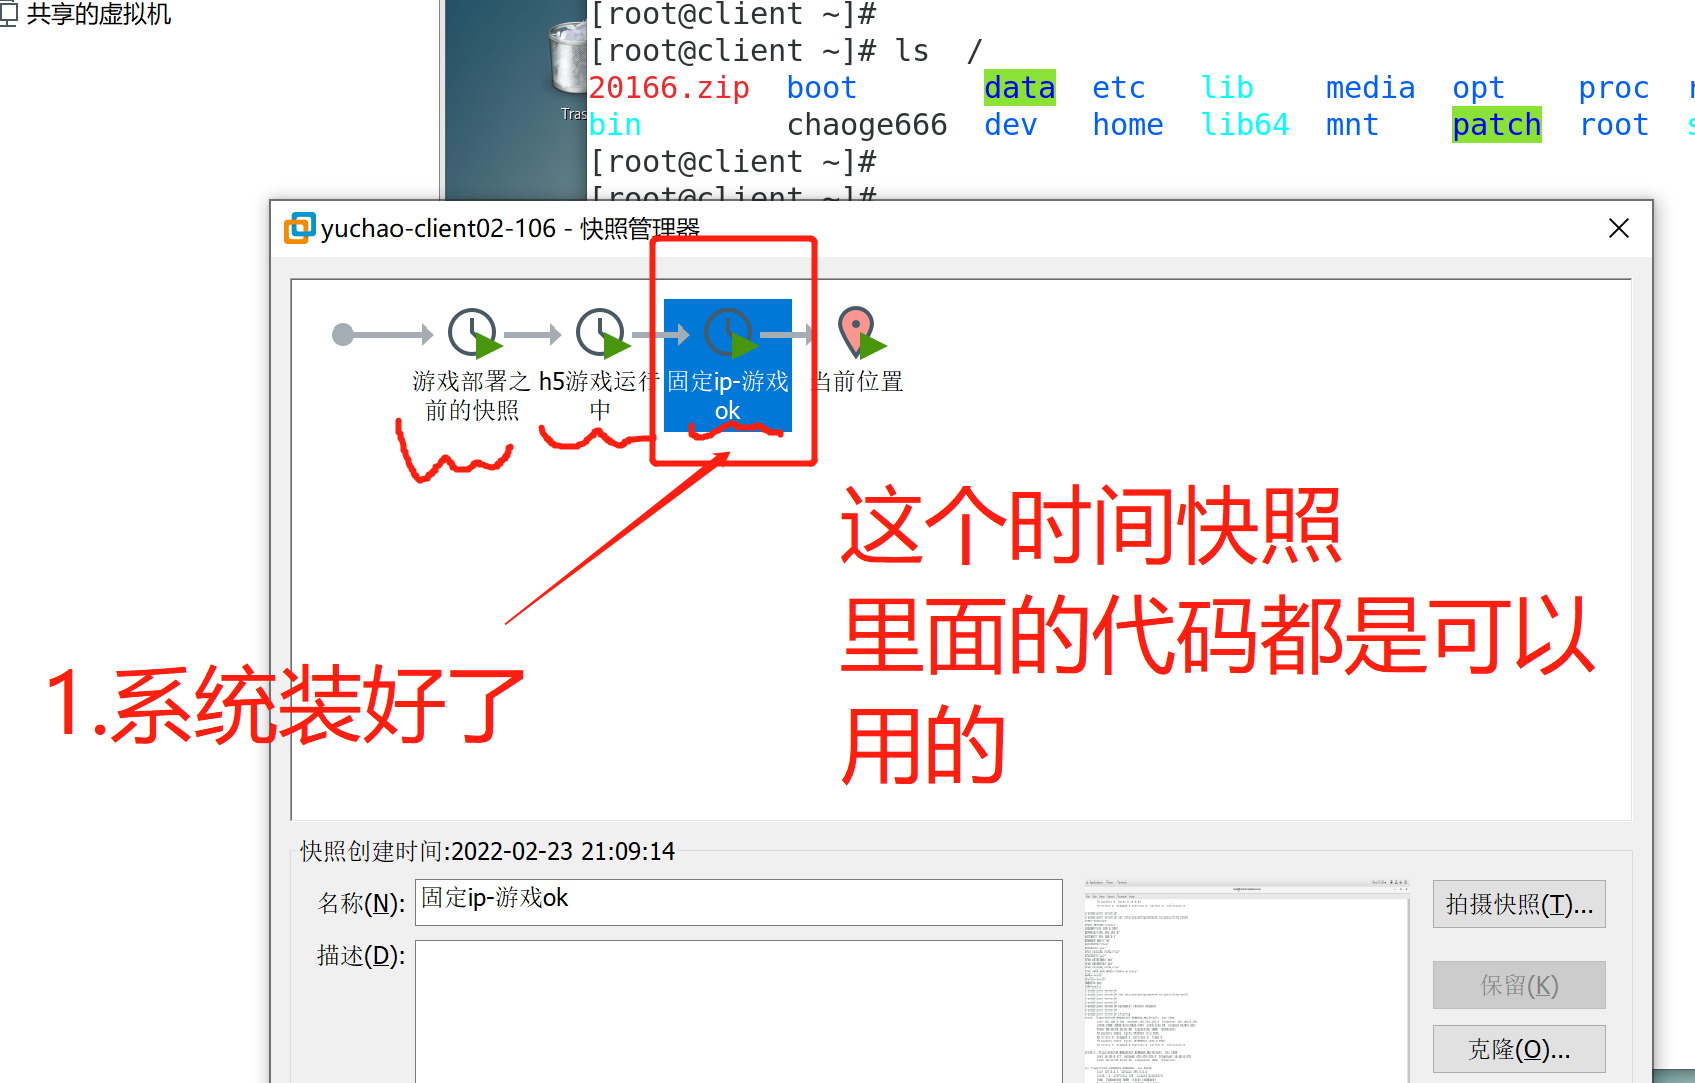 共享的虚拟机
[root@client ~]#
[root@client ~]# ls /
20166.zip boot data etc lib media opt proc
bin chaoge666 dev home lib64 mnt patch root
[root@client ~]#
[root@client ~]#
Tras
yuchao-client02-106 - 快照管理器
游戏部署之
前的快照
h5游戏运行
中
固定ip-游戏
ok
当前位置
这个时间快照
里面的代码都是可以
用的
1.系统装好了
快照创建时间:2022-02-23 21:09:14
名称(N):
固定ip-游戏ok
描述(D):
拍摄快照(T)...
保留(K)
克隆(O)...